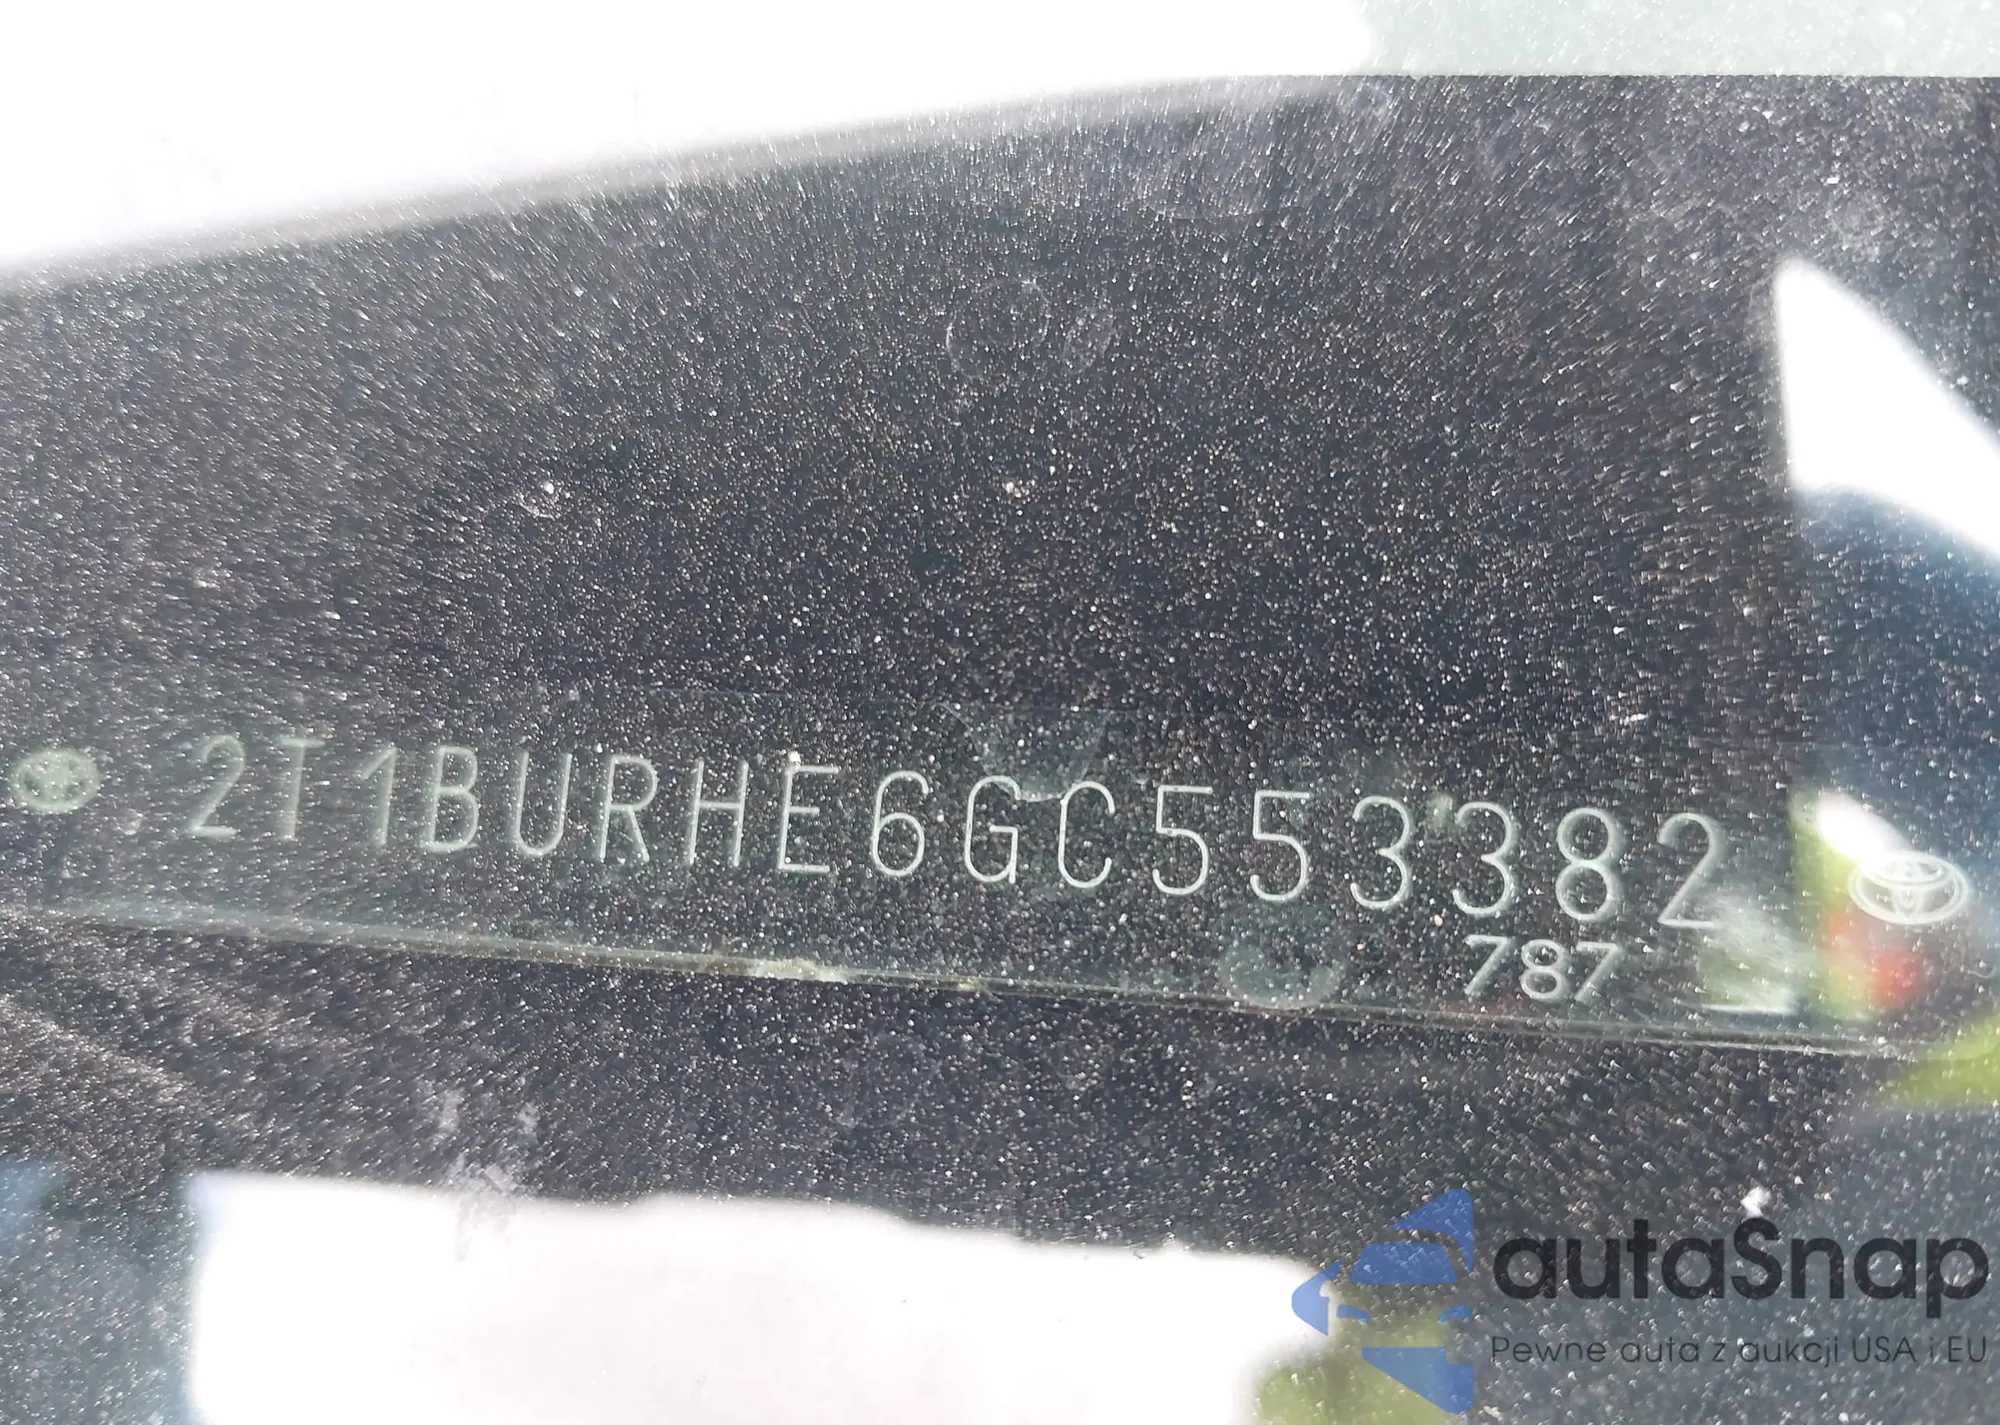 2T1BURHE6GC553382
787
autaSnap
Pewne auta z aukcji USA i EU